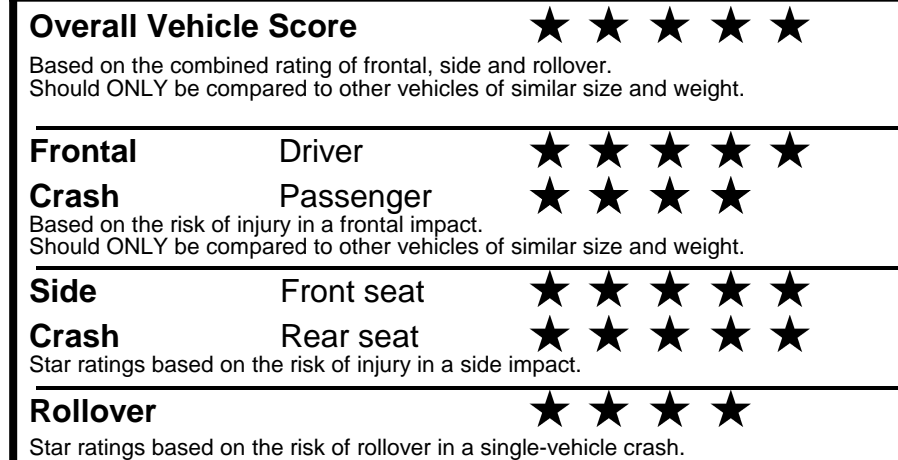 Overall Vehicle Score ★ ★ ★ ★ ★
Based on the combined rating of frontal, side and rollover.
Should ONLY be compared to other vehicles of similar size and weight.
Frontal Driver ★ ★ ★ ★ ★
Crash Passenger ★ ★ ★ ★
Based on the risk of injury in a frontal impact.
Should ONLY be compared to other vehicles of similar size and weight.
Side Front seat ★ ★ ★ ★ ★
Crash Rear seat ★ ★ ★ ★ ★
Star ratings based on the risk of injury in a side impact.
Rollover ★ ★ ★ ★
Star ratings based on the risk of rollover in a single-vehicle crash.